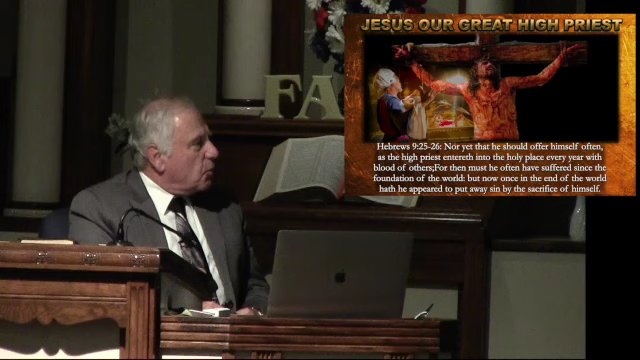 JESUS OUR GREAT HIGH PRIEST
FA
Hebrews 9:25-26: Nor yet that he should offer himself often,
as the high priest entereth into the holy place every year with
blood of others;For then must he often have suffered since the
foundation of the world: but now once in the end of the world
hath he appeared to put away sin by the sacrifice of himself.